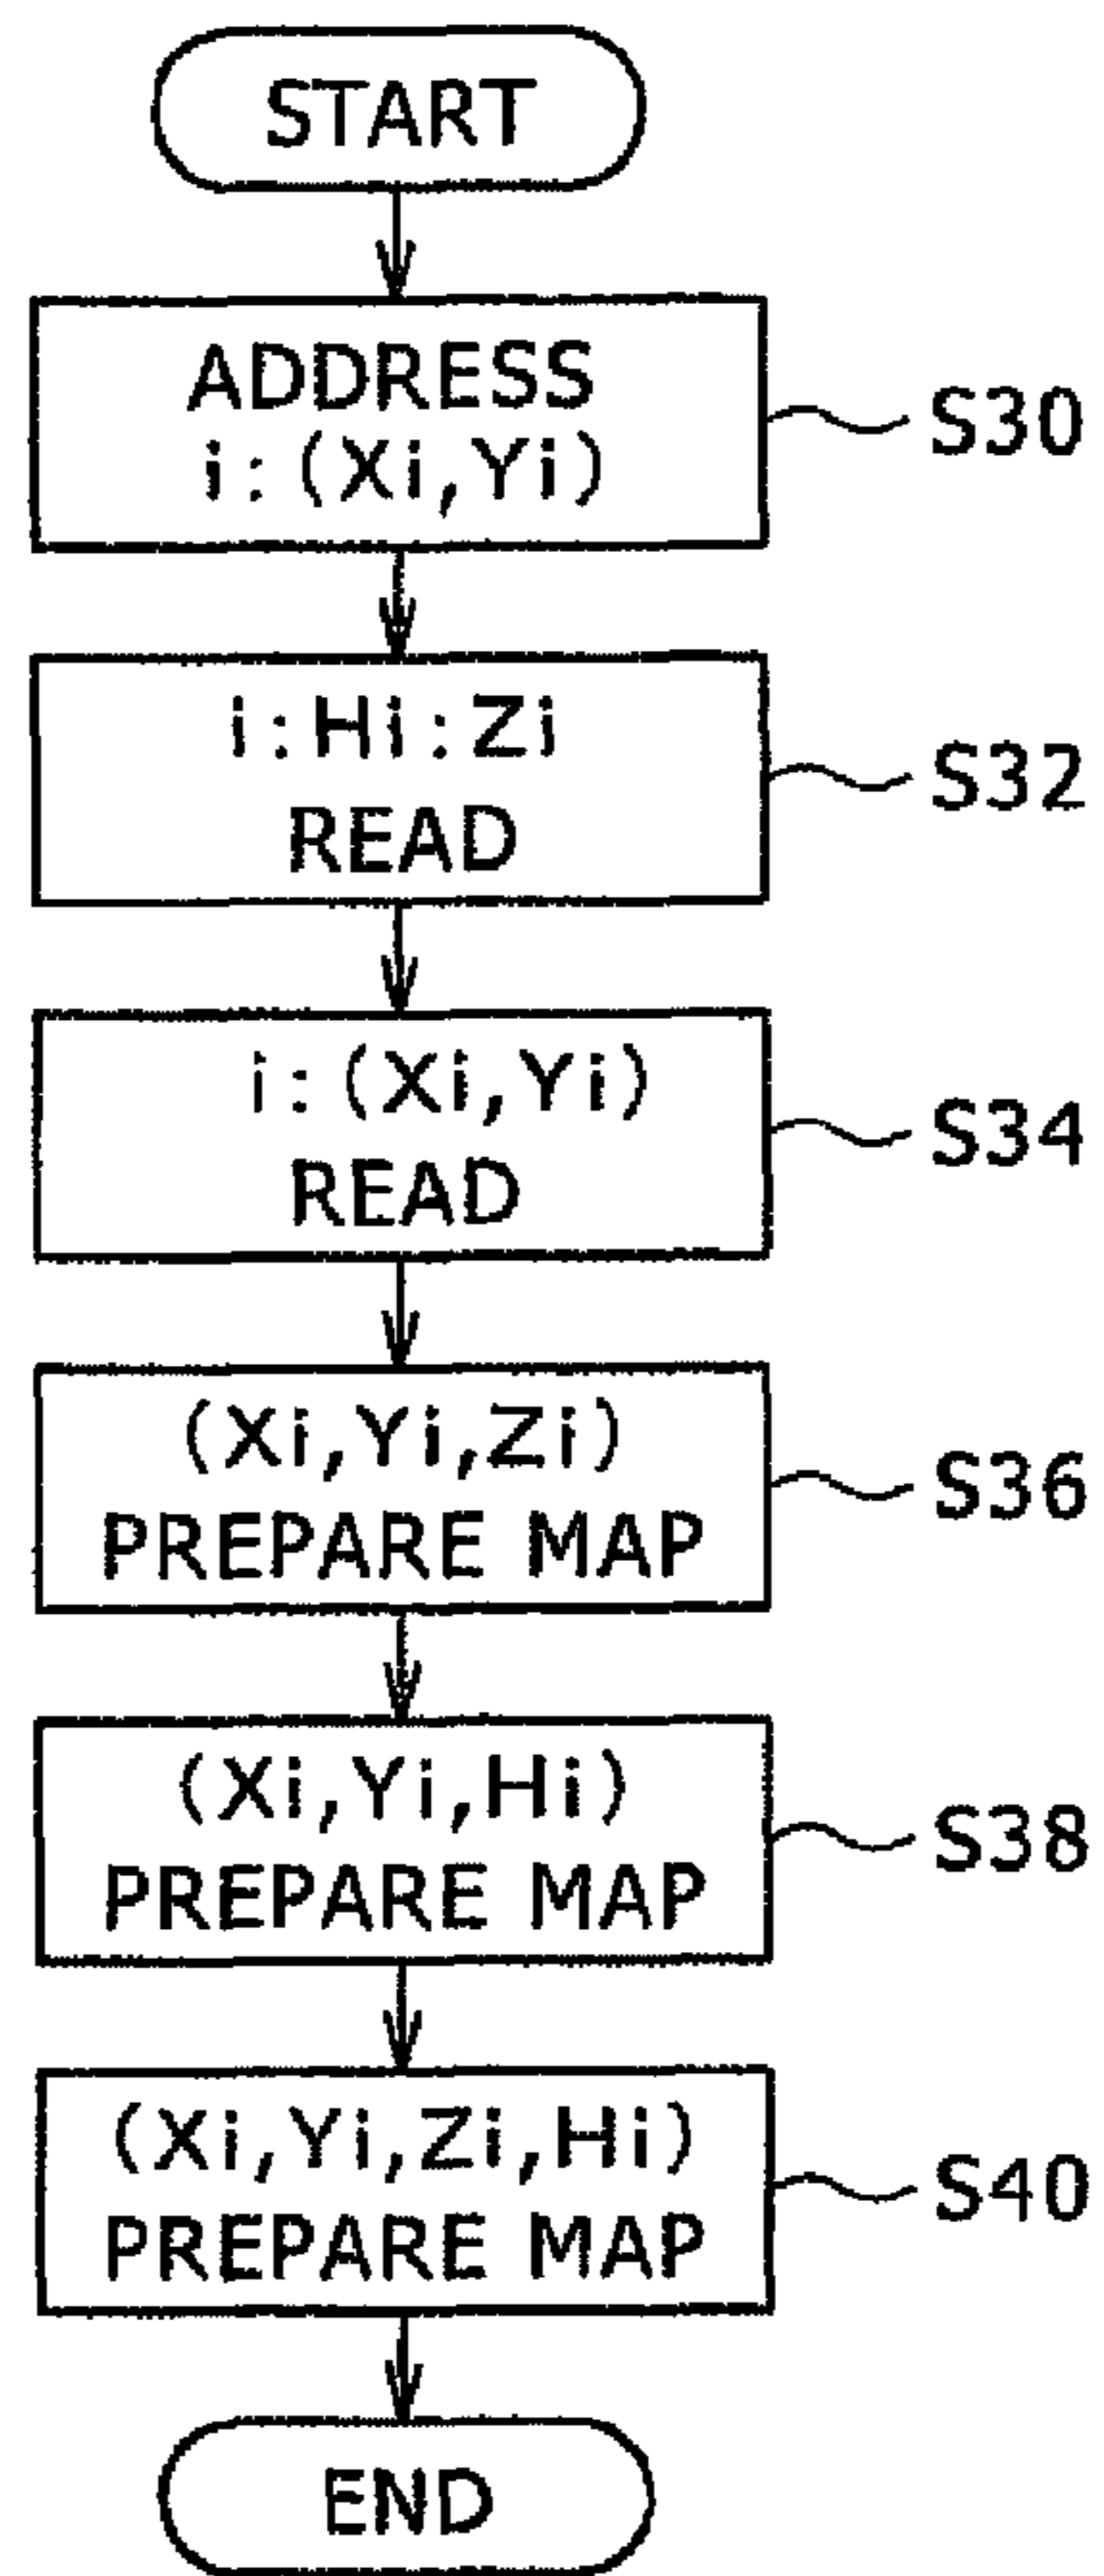 START
ADDRESS
i:(Xi,Yi)
S30
i:Hi:Zi
READ
S32
i:(Xi,Yi)
READ
S34
(Xi,Yi,Zi)
PREPARE MAP
S36
(Xi,Yi,Hi)
PREPARE MAP
S38
(Xi,Yi,Zi,Hi)
PREPARE MAP
S40
END